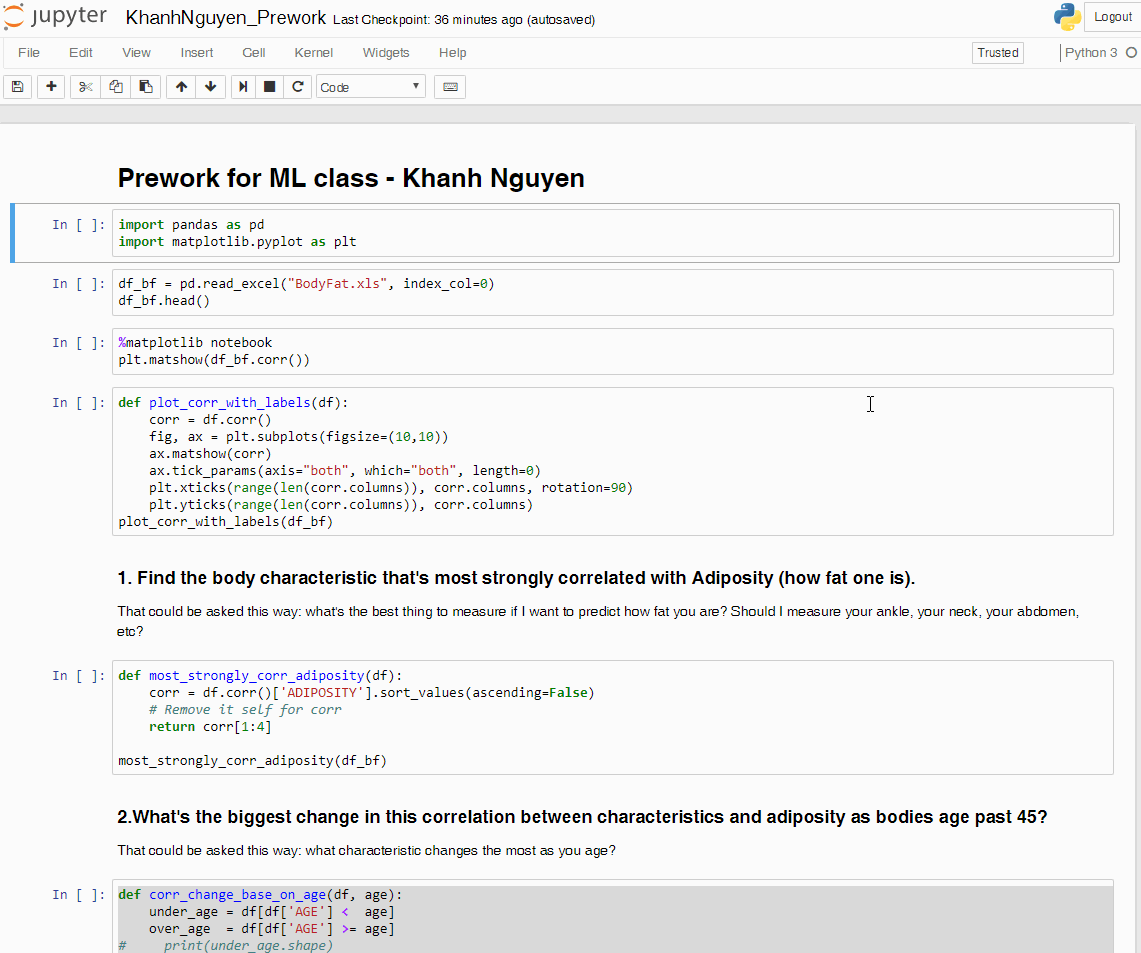 jupyter KhanhNguyen_Prework Last Checkpoint: 36 minutes ago (autosaved) Logout
File Edit View Insert Cell Kernel Widgets Help Trusted Python 3
Code
Prework for ML class - Khanh Nguyen
In [ ]: import pandas as pd
import matplotlib.pyplot as plt
In [ ]: df_bf = pd.read_excel("BodyFat.xls", index_col=0)
df_bf.head()
In [ ]: %matplotlib notebook
plt.matshow(df_bf.corr())
In [ ]: def plot_corr_with_labels(df):
    corr = df.corr()
    fig, ax = plt.subplots(figsize=(10,10))
    ax.matshow(corr)
    ax.tick_params(axis="both", which="both", length=0)
    plt.xticks(range(len(corr.columns)), corr.columns, rotation=90)
    plt.yticks(range(len(corr.columns)), corr.columns)
plot_corr_with_labels(df_bf)
1. Find the body characteristic that's most strongly correlated with Adiposity (how fat one is).
That could be asked this way: what's the best thing to measure if I want to predict how fat you are? Should I measure your ankle, your neck, your abdomen,
etc?
In [ ]: def most_strongly_corr_adiposity(df):
    corr = df.corr()['ADIPOSITY'].sort_values(ascending=False)
    # Remove it self for corr
    return corr[1:4]
most_strongly_corr_adiposity(df_bf)
2.What's the biggest change in this correlation between characteristics and adiposity as bodies age past 45?
That could be asked this way: what characteristic changes the most as you age?
In [ ]: def corr_change_base_on_age(df, age):
    under_age = df[df['AGE'] <  age]
    over_age  = df[df['AGE'] >= age]
#     print(under_age.shape)